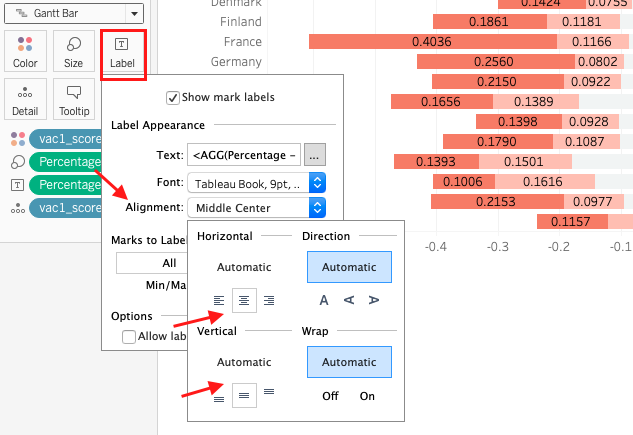 Gantt Bar
Color
Size
Label
Detail
Tooltip
vac1_score
Percentage
Percentage
vac1_score
Show mark labels
Label Appearance
Text: <AGG(Percentage – ...
Font: Tableau Book, 9pt, ..
Alignment: Middle Center
Marks to Label
All
Min/Ma
Options
Allow lab
Horizontal
Direction
Automatic
Automatic
A A A
Vertical
Wrap
Automatic
Automatic
Off On
Denmark 0.1424 0.0755
Finland 0.1861 0.1181
France 0.4036 0.1166
Germany 0.2560 0.0802
0.2150 0.0922
0.1656 0.1389
0.1398 0.0928
0.1790 0.1087
0.1393 0.1501
0.1006 0.1616
0.2153 0.0977
0.1157
-0.4 -0.3 -0.2 -0.1